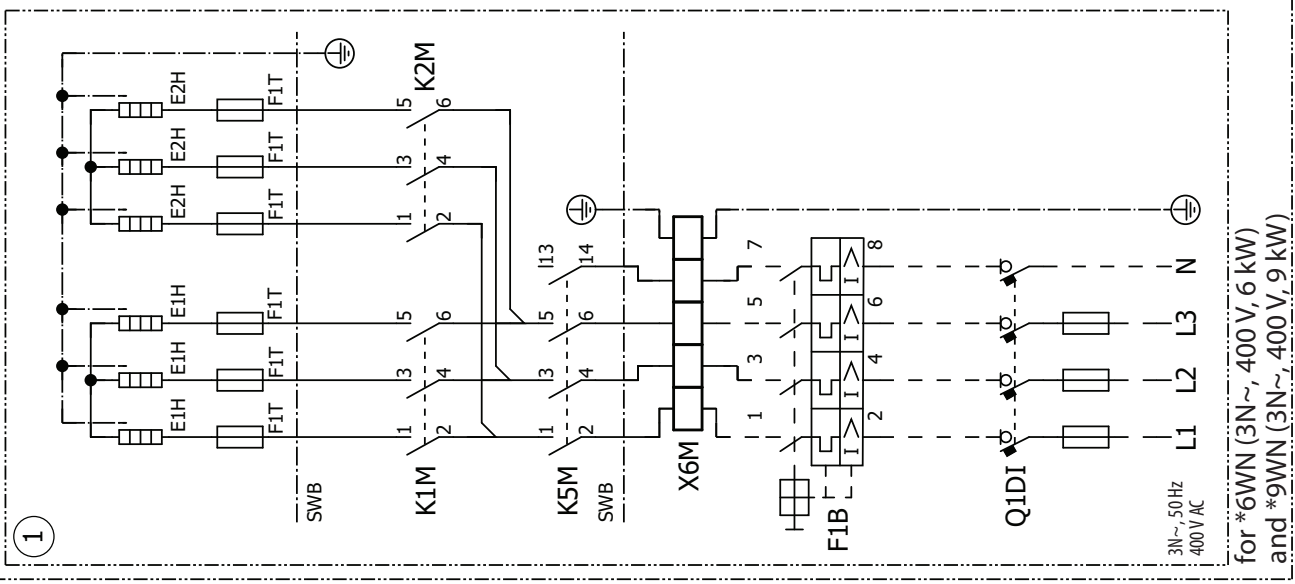 1
E2H
E2H
E2H
E1H
E1H
E1H
F1T
F1T
F1T
F1T
F1T
F1T
SWB
K2M
5
3
1
6
4
2
K1M
5
3
1
6
4
2
K5M
13
5
3
1
14
6
4
2
SWB
X6M
7
5
3
1
F1B
I>
I>
I>
I>
8
6
4
2
Q1DI
3N~, 50 Hz
400 V AC
L1
L2
L3
N
for *6WN (3N~, 400 V, 6 kW)
and *9WN (3N~, 400 V, 9 kW)